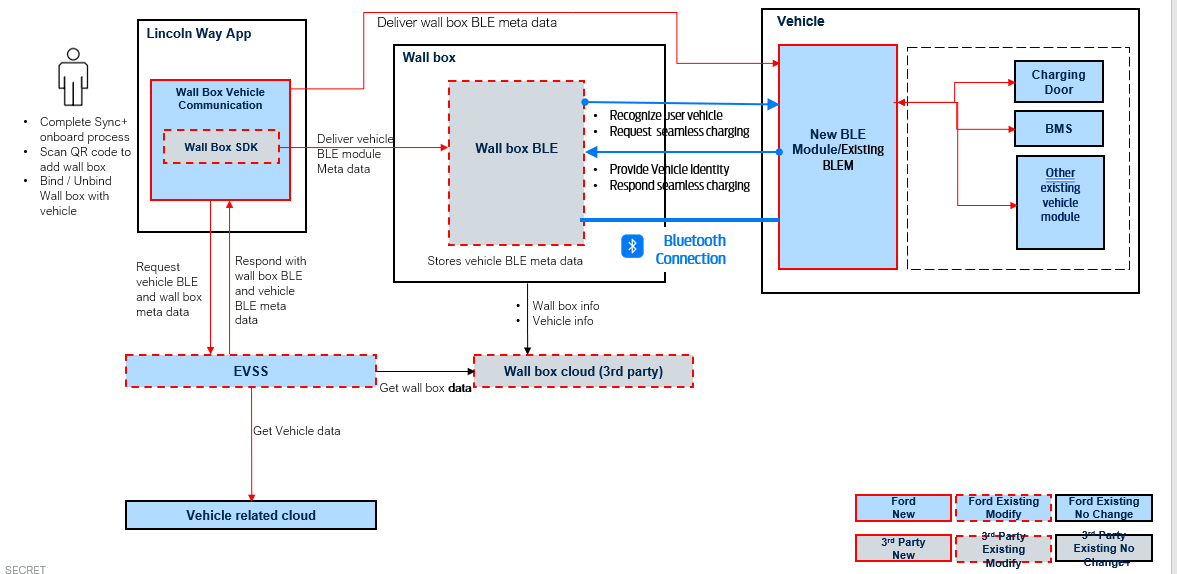 Deliver wall box BLE meta data
Vehicle
Lincoln Way App
Wall box
Wall Box Vehicle
Communication
Wall Box SDK
• Complete Sync+
onboard process
• Scan QR code to
add wall box
• Bind / Unbind
Wall box with
vehicle
Deliver vehicle
BLE module
Meta data
Wall box BLE
• Recognize user vehicle
• Request seamless charging
• Provide Vehicle Identity
• Respond seamless charging
Bluetooth
Connection
Stores vehicle BLE meta data
New BLE
Module/Existing
BLEM
Charging
Door
BMS
Other
existing
vehicle
module
Request
vehicle BLE
and wall box
meta data
Respond with
wall box BLE
and vehicle
BLE meta
data
• Wall box info
• Vehicle info
EVSS
Get wall box data
Wall box cloud (3rd party)
Get Vehicle data
Vehicle related cloud
Ford
New
Ford Existing
Modify
Ford Existing
No Change
3rd Party
New
3rd Party
Existing
Modify
3rd Party
Existing No
Change+
SECRET